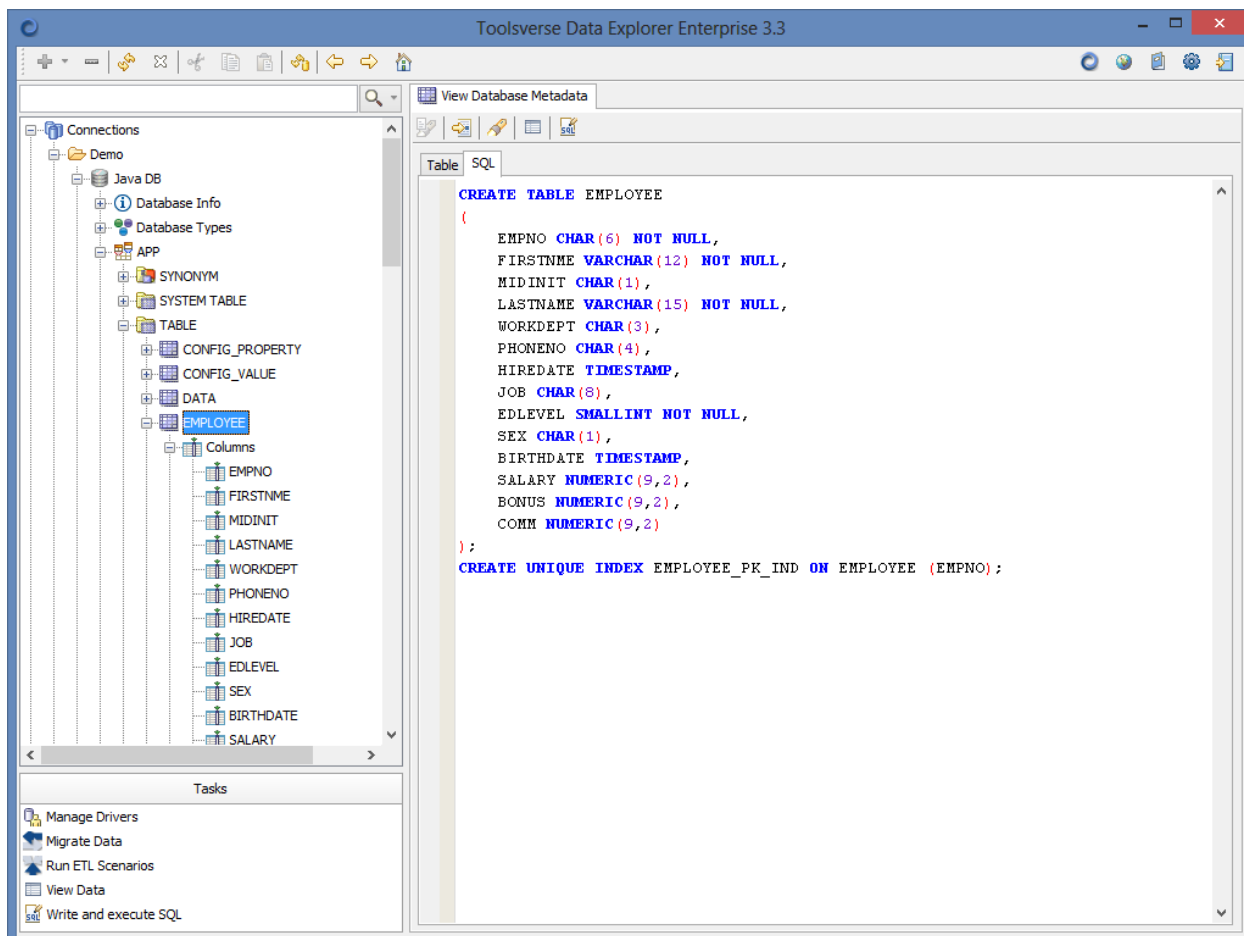 Toolsverse Data Explorer Enterprise 3.3
View Database Metadata
Connections
Demo
Java DB
Database Info
Database Types
APP
SYNONYM
SYSTEM TABLE
TABLE
CONFIG_PROPERTY
CONFIG_VALUE
DATA
EMPLOYEE
Columns
EMPNO
FIRSTNME
MIDINIT
LASTNAME
WORKDEPT
PHONENO
HIREDATE
JOB
EDLEVEL
SEX
BIRTHDATE
SALARY
Tasks
Manage Drivers
Migrate Data
Run ETL Scenarios
View Data
Write and execute SQL
SQL
Table SQL
CREATE TABLE EMPLOYEE
(
EMPNO CHAR(6) NOT NULL,
FIRSTNME VARCHAR(12) NOT NULL,
MIDINIT CHAR(1),
LASTNAME VARCHAR(15) NOT NULL,
WORKDEPT CHAR(3),
PHONENO CHAR(4),
HIREDATE TIMESTAMP,
JOB CHAR(8),
EDLEVEL SMALLINT NOT NULL,
SEX CHAR(1),
BIRTHDATE TIMESTAMP,
SALARY NUMERIC(9,2),
BONUS NUMERIC(9,2),
COMM NUMERIC(9,2)
);
CREATE UNIQUE INDEX EMPLOYEE_PK_IND ON EMPLOYEE (EMPNO);